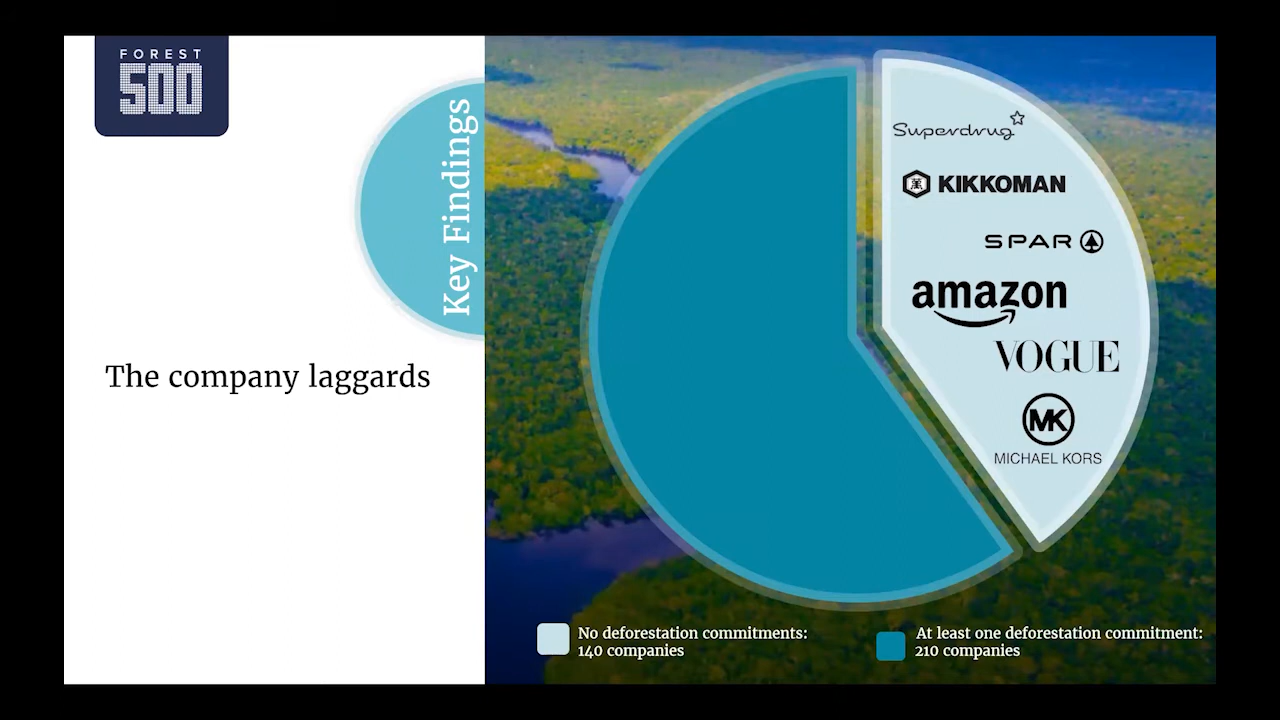 FOREST
500
Key Findings
The company laggards
Superdrug
KIKKOMAN
SPAR
amazon
VOGUE
MK
MICHAEL KORS
No deforestation commitments:
140 companies
At least one deforestation commitment:
210 companies